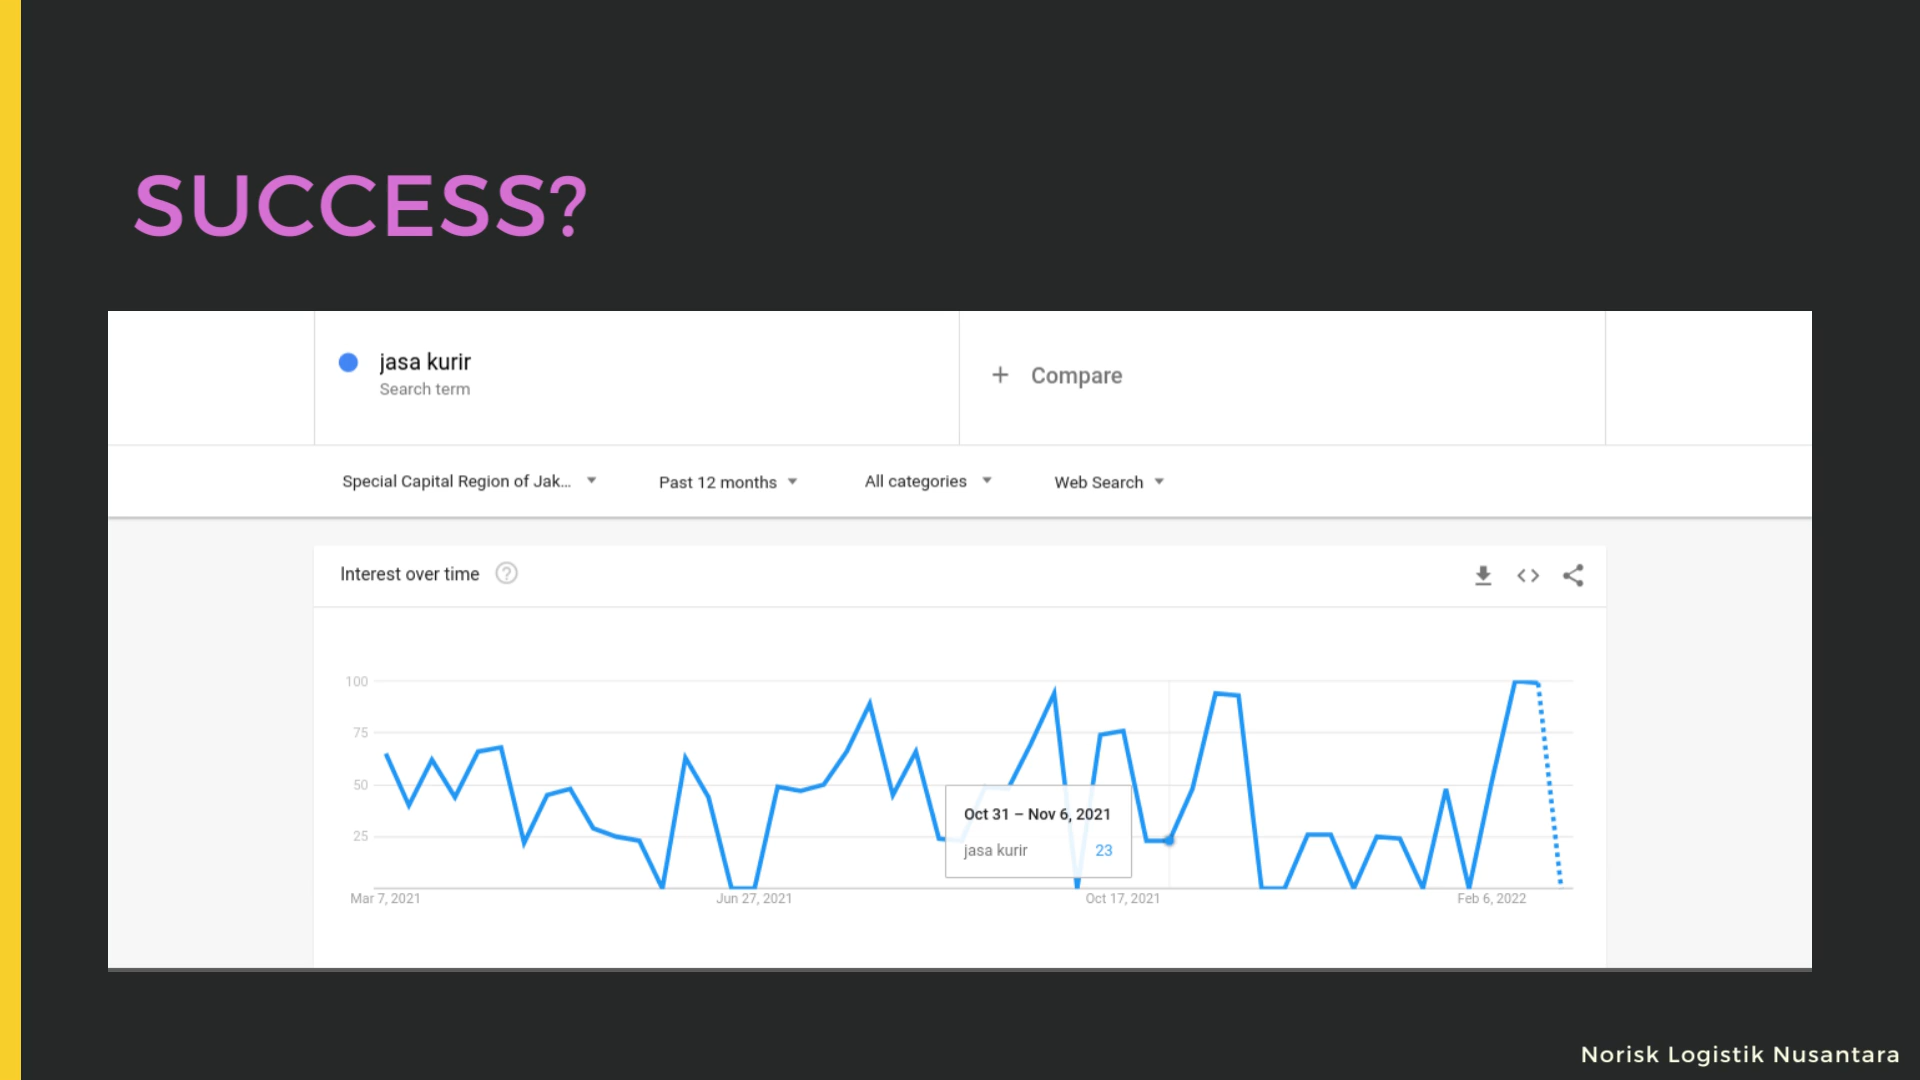 SUCCESS?
jasa kurir
Search term
+ Compare
Special Capital Region of Jak...
Past 12 months
All categories
Web Search
Interest over time ?
100
75
50
25
Oct 31 – Nov 6, 2021
jasa kurir 23
Mar 7, 2021
Jun 27, 2021
Oct 17, 2021
Feb 6, 2022
Norisk Logistik Nusantara